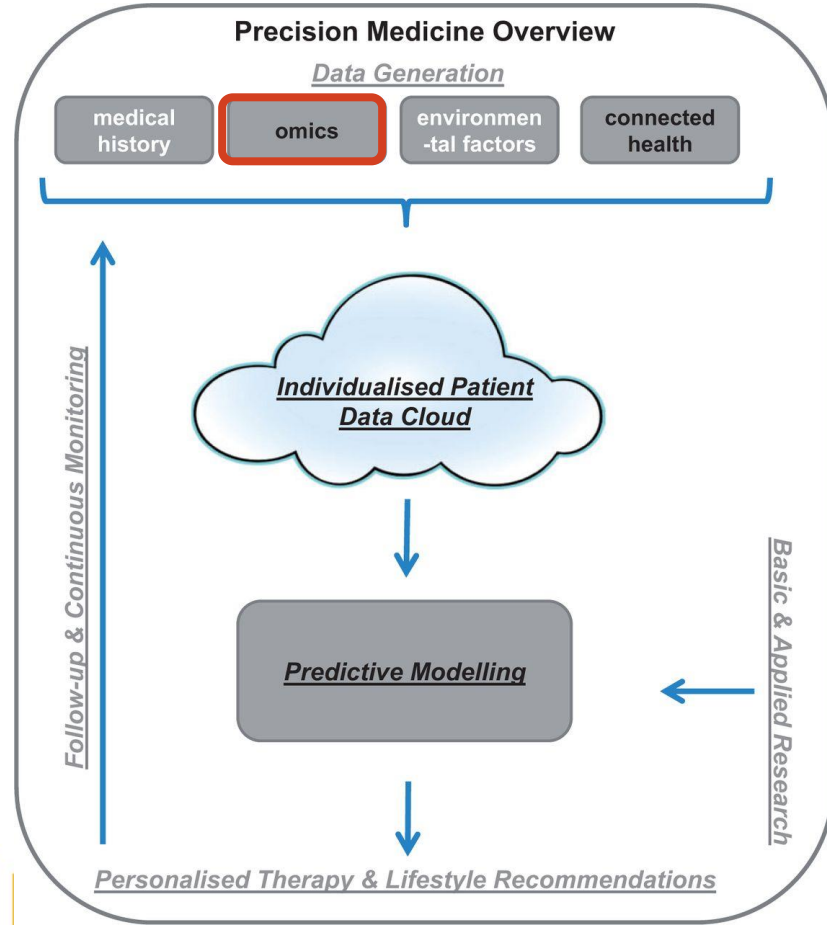 Precision Medicine Overview
Data Generation
medical
history
omics
environmen
-tal factors
connected
health
Individualised Patient
Data Cloud
Follow-up & Continuous Monitoring
Predictive Modelling
Basic & Applied Research
Personalised Therapy & Lifestyle Recommendations